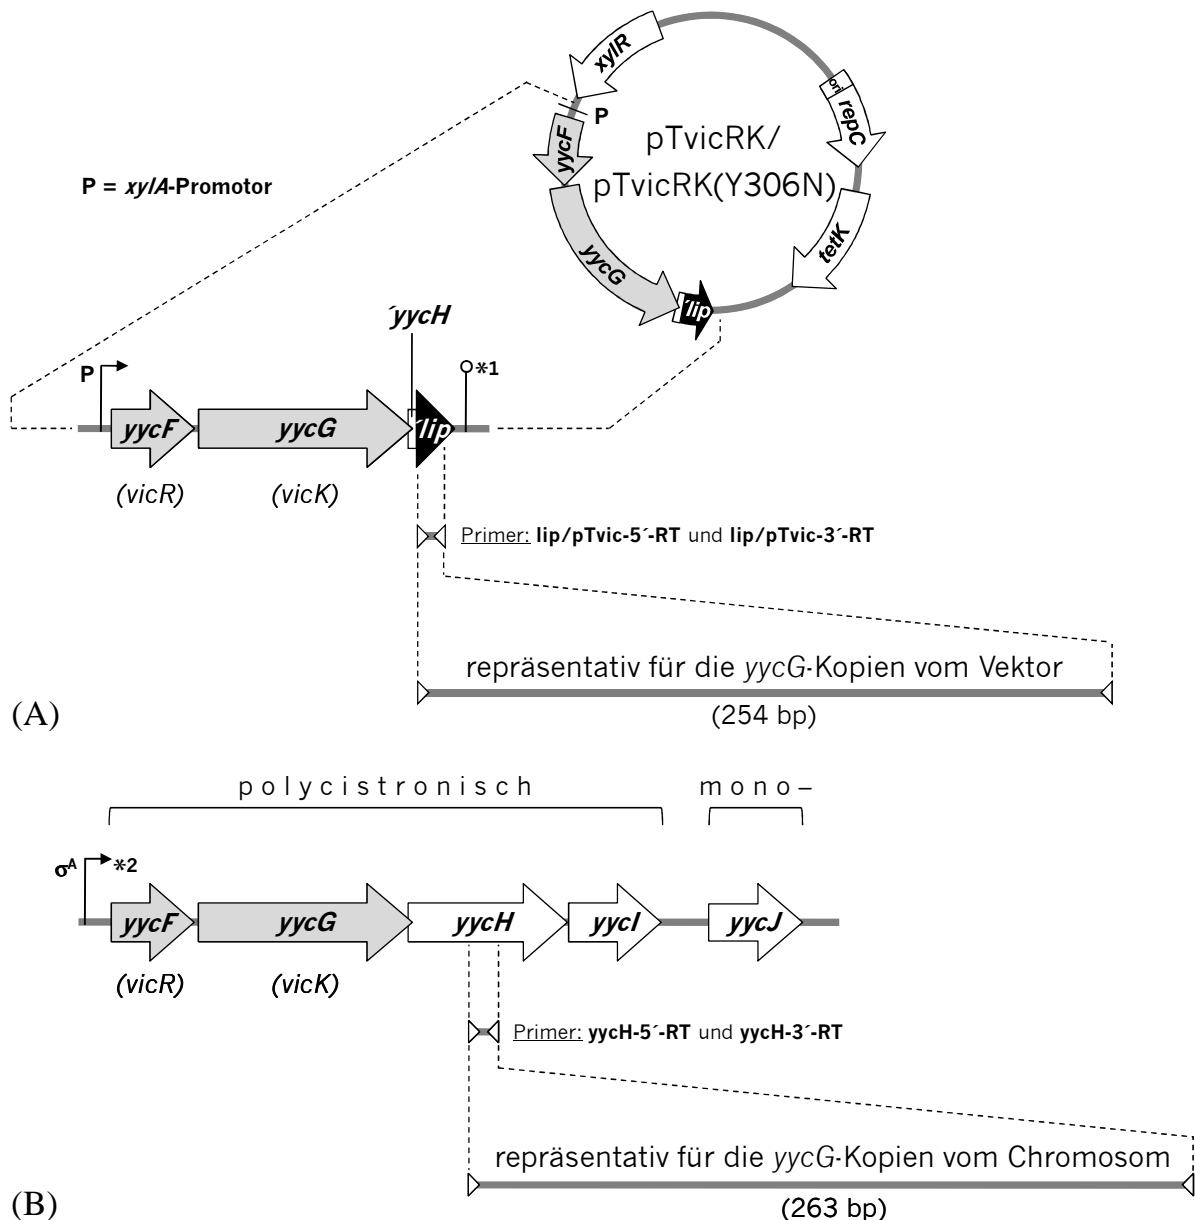 xylR
ori
repC
P
yycF
pTvicRK/
pTvicRK(Y306N)
P = xylA-Promotor
tetK
yycG
´lip
´yycH
P
*1
yycF
yycG
´lip
(vicR)
(vicK)
Primer: lip/pTvic-5´-RT und lip/pTvic-3´-RT
repräsentativ für die yycG-Kopien vom Vektor
(A)
(254 bp)
polycistronisch
mono–
σA
*2
yycF
yycG
yycH
yycI
yycJ
(vicR)
(vicK)
Primer: yycH-5´-RT und yycH-3´-RT
repräsentativ für die yycG-Kopien vom Chromosom
(B)
(263 bp)